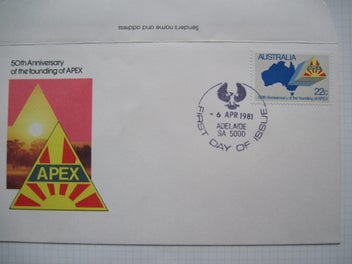 Sender's name and address
50th Anniversary
of the founding of APEX
APEX
AUSTRALIA
22c
50th Anniversary of the founding of APEX
- 6 APR 1981
ADELAIDE
SA 5000
FIRST DAY OF ISSUE